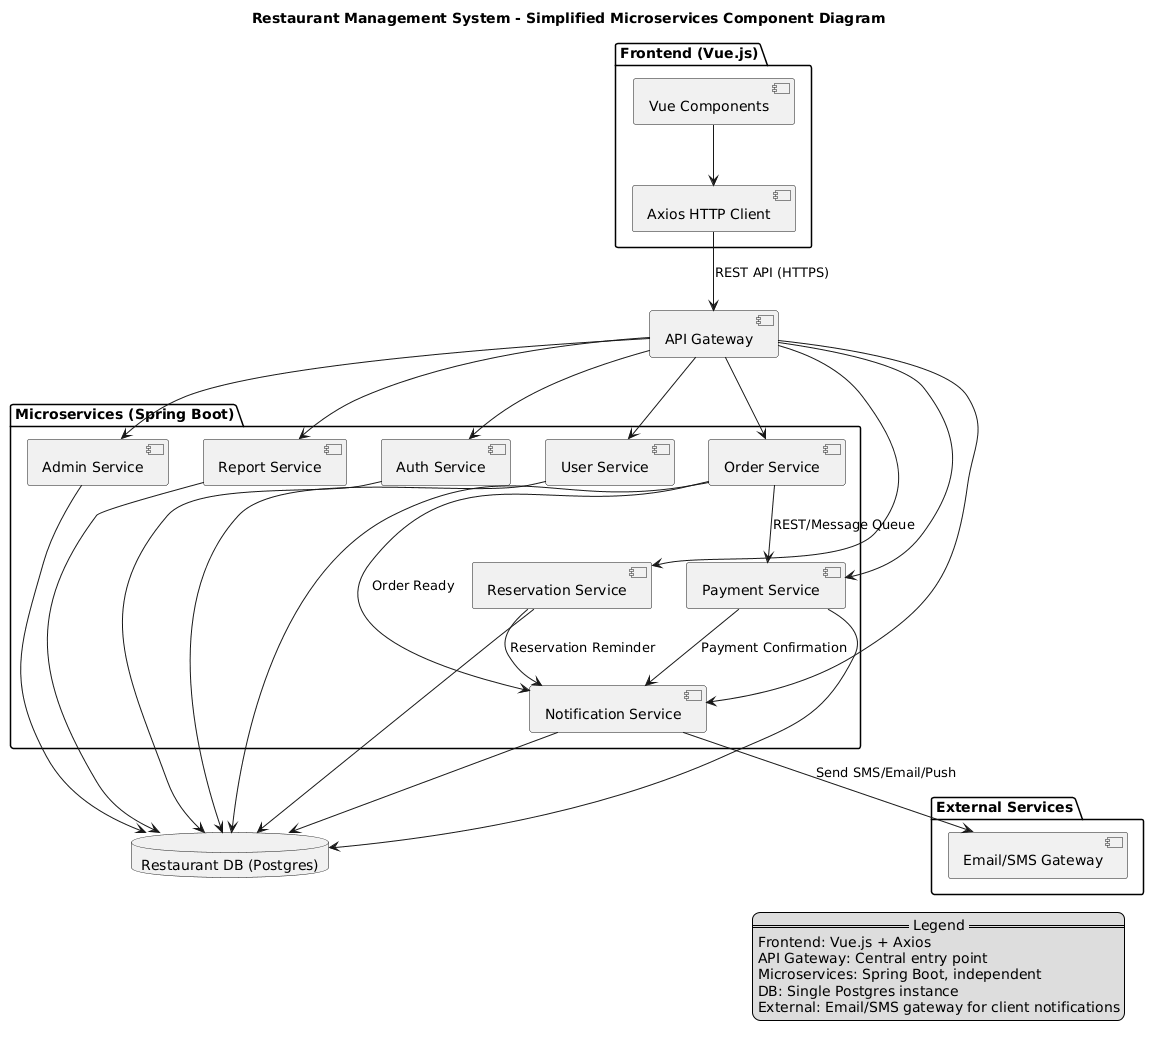 Restaurant Management System - Simplified Microservices Component Diagram
Frontend (Vue.js)
Vue Components
Axios HTTP Client
REST API (HTTPS)
API Gateway
Microservices (Spring Boot)
Admin Service
Report Service
Auth Service
User Service
Order Service
REST/Message Queue
Order Ready
Reservation Service
Payment Service
Reservation Reminder
Payment Confirmation
Notification Service
Send SMS/Email/Push
External Services
Email/SMS Gateway
Restaurant DB (Postgres)
Legend
Frontend: Vue.js + Axios
API Gateway: Central entry point
Microservices: Spring Boot, independent
DB: Single Postgres instance
External: Email/SMS gateway for client notifications